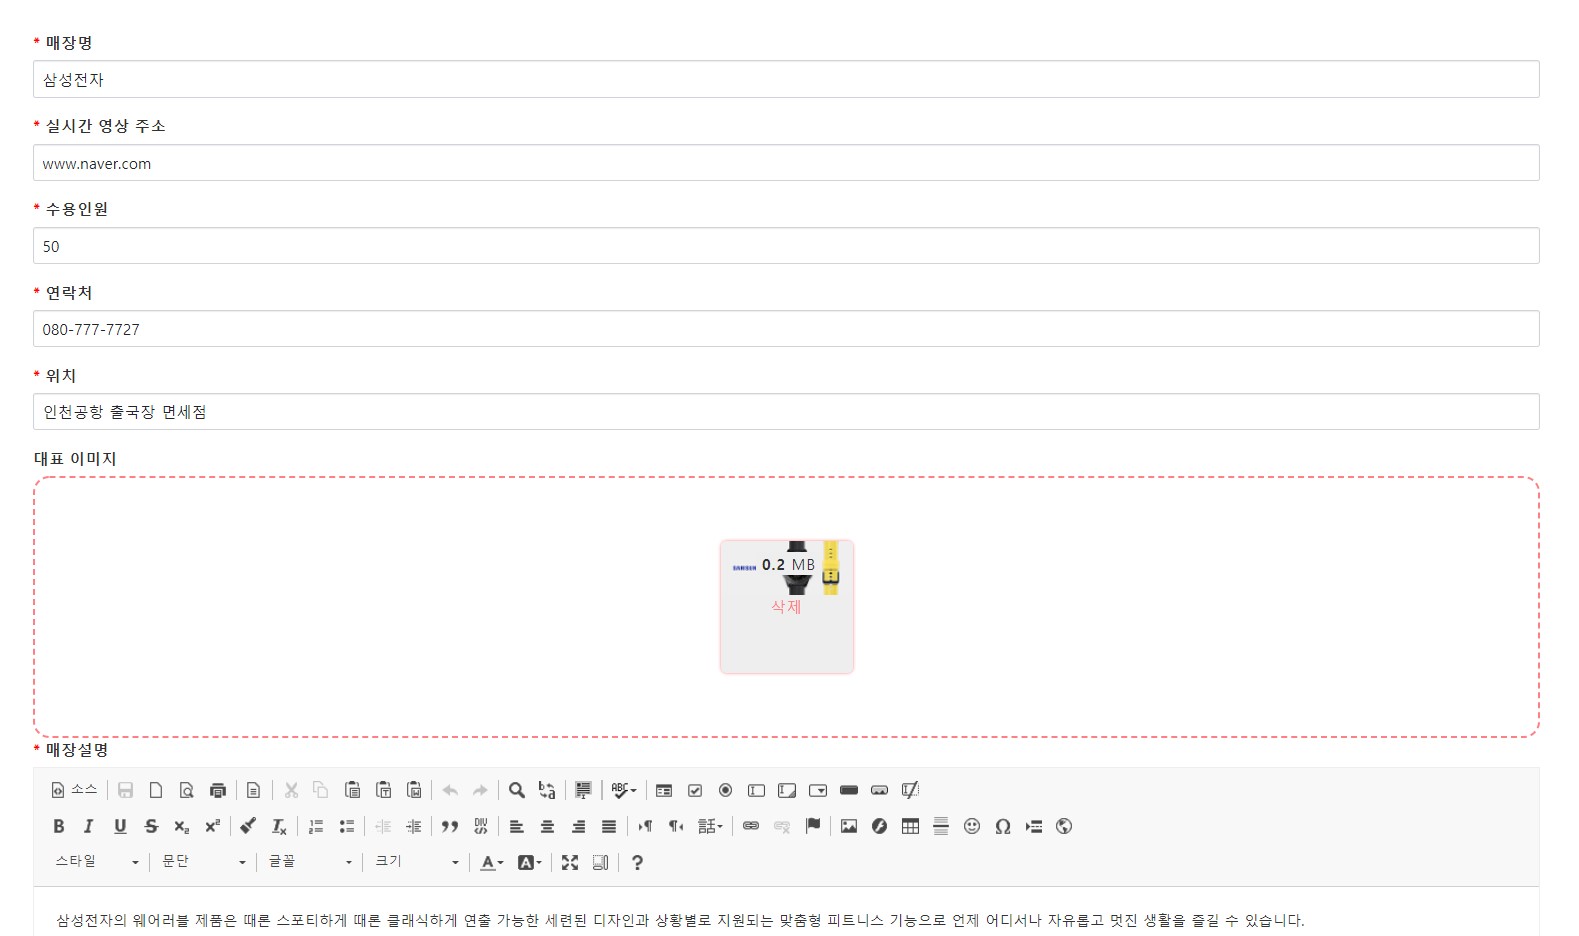 * 매장명
삼성전자
* 실시간 영상 주소
www.naver.com
* 수용인원
50
* 연락처
080-777-7727
* 위치
인천공항 출국장 면세점
대표 이미지
SAMSUNG 0.2 MB
삭제
* 매장설명
소스
스타일 문단 글꼴 크기
삼성전자의 웨어러블 제품은 때론 스포티하게 때론 클래식하게 연출 가능한 세련된 디자인과 상황별로 지원되는 맞춤형 피트니스 기능으로 언제 어디서나 자유롭고 멋진 생활을 즐길 수 있습니다.